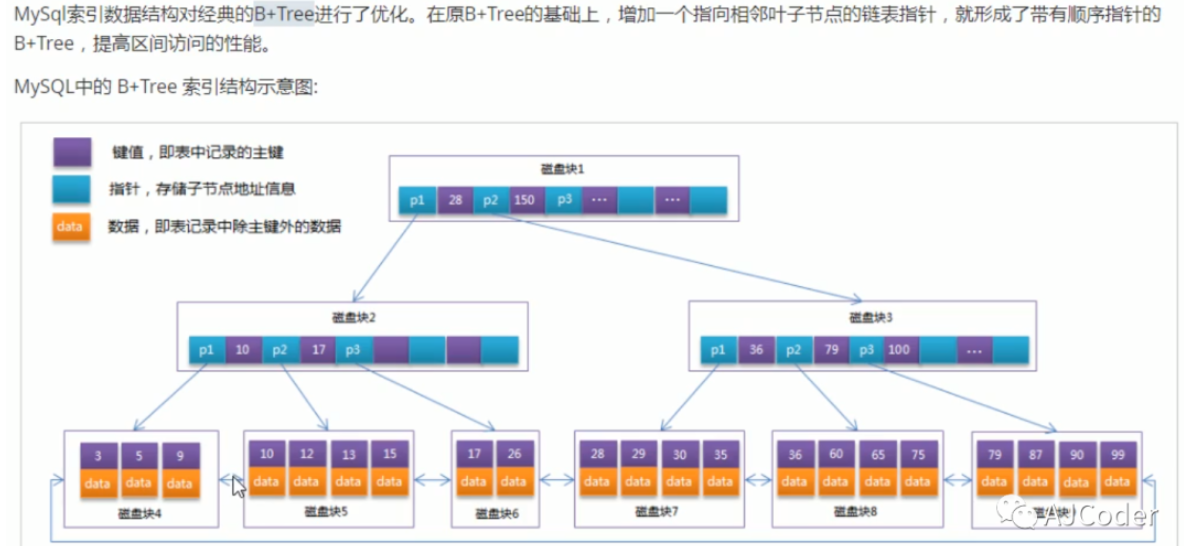 MySql索引数据结构对经典的B+Tree进行了优化。在原B+Tree的基础上，增加一个指向相邻叶子节点的链表指针，就形成了带有顺序指针的
B+Tree，提高区间访问的性能。
MySQL中的 B+Tree 索引结构示意图:
键值，即表中记录的主键
指针，存储子节点地址信息
data 数据，即表记录中除主键外的数据
磁盘块1
p1 28 p2 150 p3 ... ...
磁盘块2
p1 10 p2 17 p3
磁盘块3
p1 36 p2 79 p3 100 ...
3 5 9
data data data
磁盘块4
10 12 13 15
data data data data
磁盘块5
17 26
data data
磁盘块6
28 29 30 35
data data data data
磁盘块7
36 60 65 75
data data data data
磁盘块8
79 87 90 99
data data data data
AJCoder